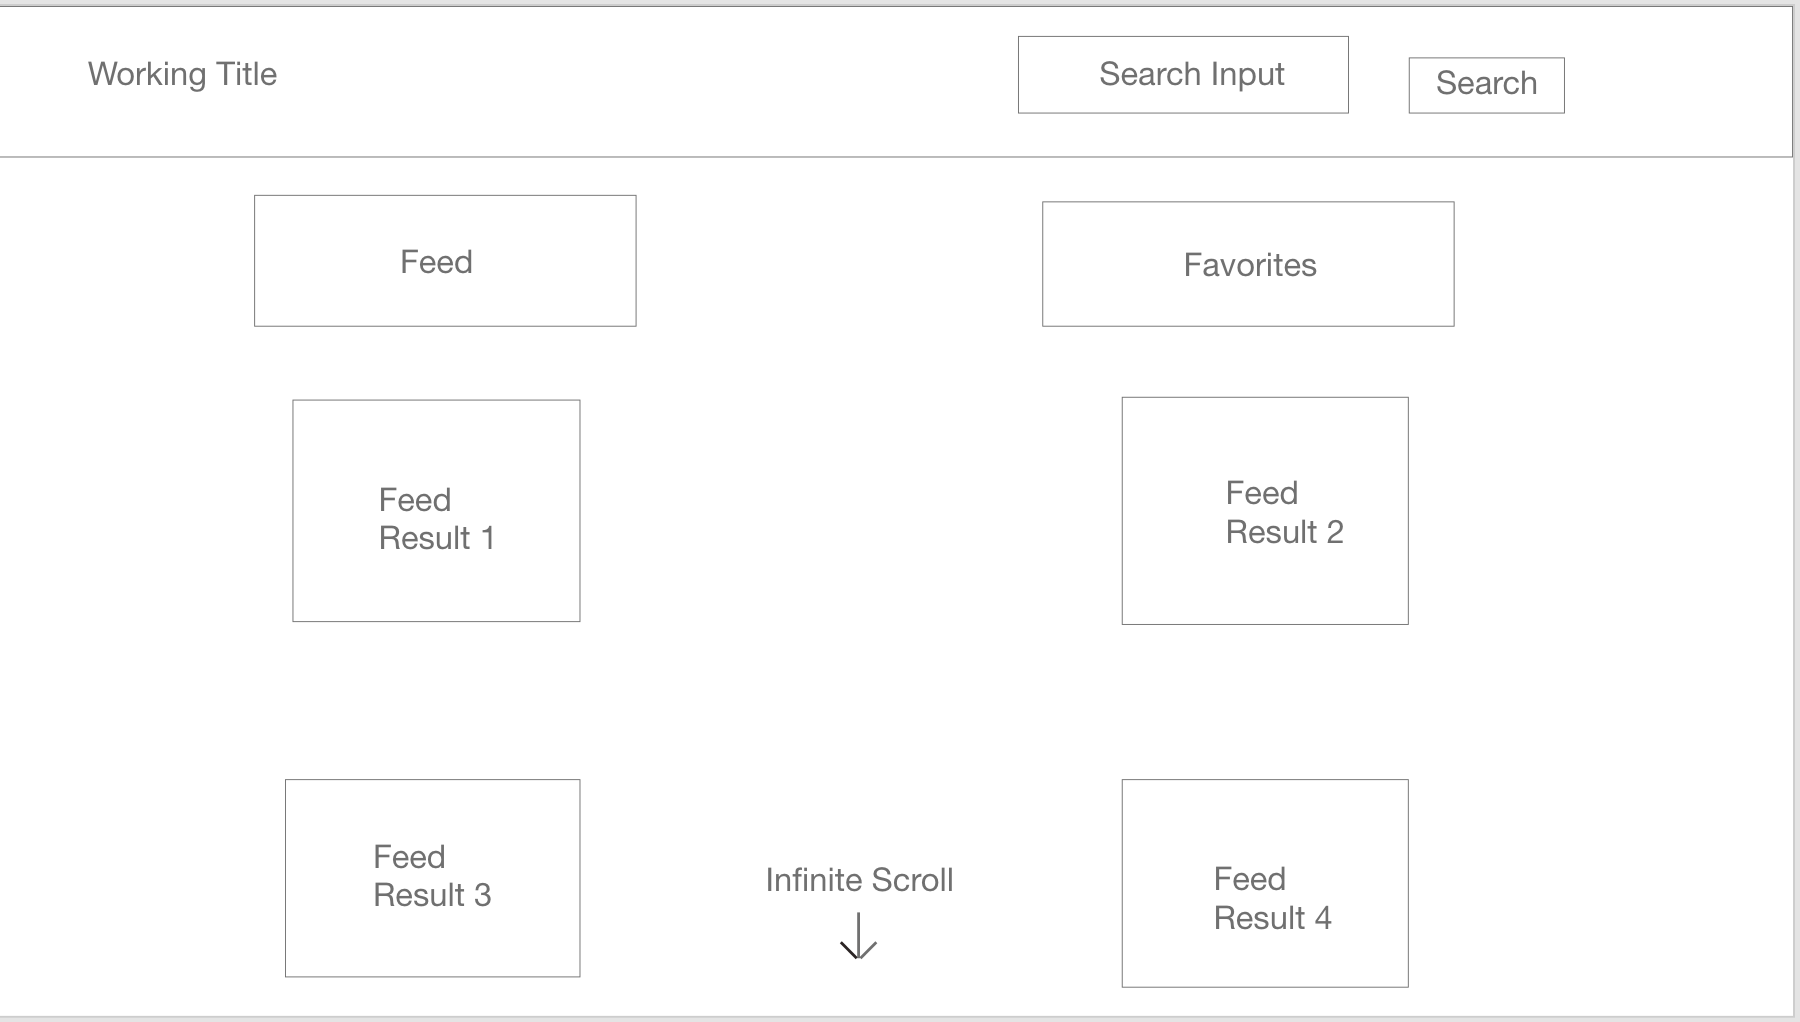 Working Title
Search Input
Search
Feed
Favorites
Feed
Result 1
Feed
Result 2
Feed
Result 3
Infinite Scroll
Feed
Result 4